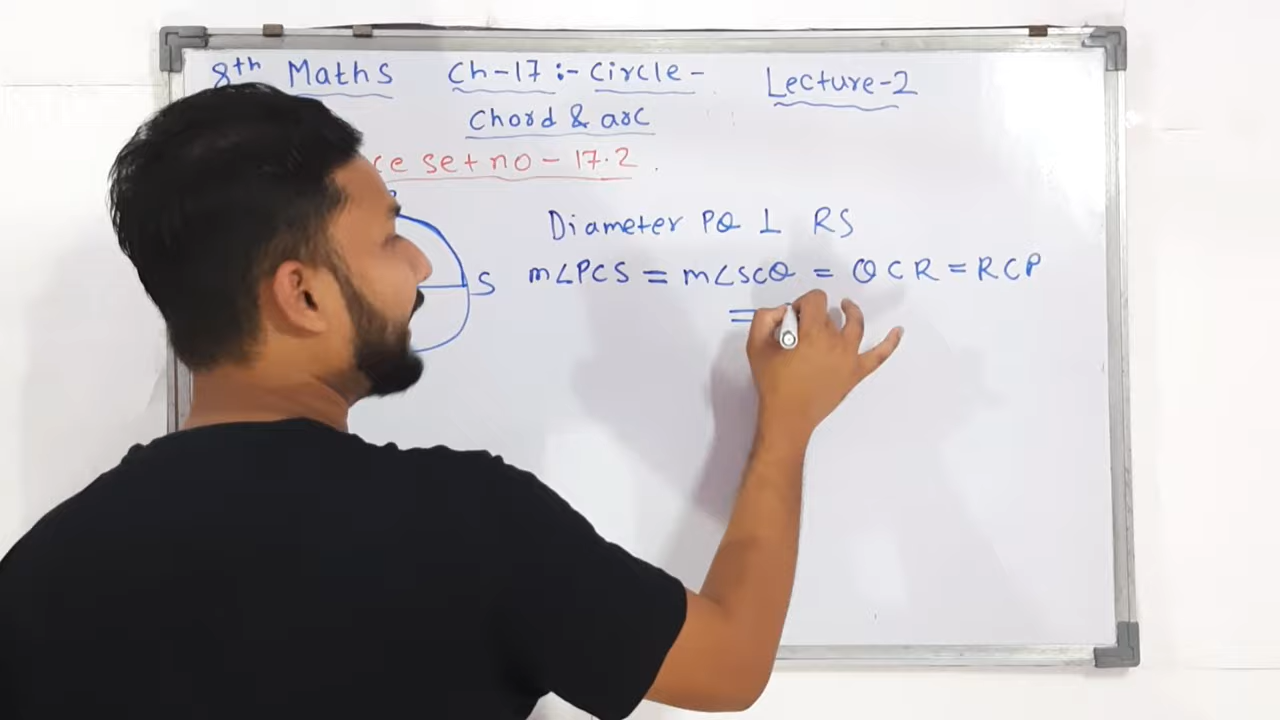 8th Maths Ch-17 :- Circle - Lecture-2
Chord & arc
set no - 17.2 .
Diameter PQ ⊥ RS
S m∠PCS = m∠SCQ = QCR = RCP
=